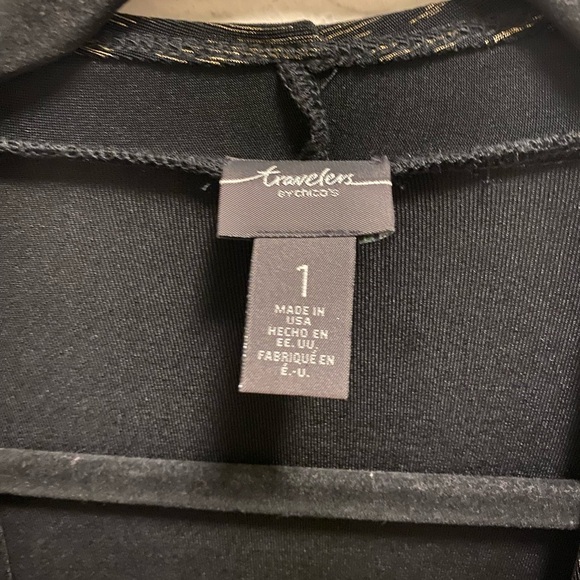 travelers
BY CHICO'S
1
MADE IN
USA
HECHO EN
EE. UU.
FABRIQUÉ EN
É.-U.